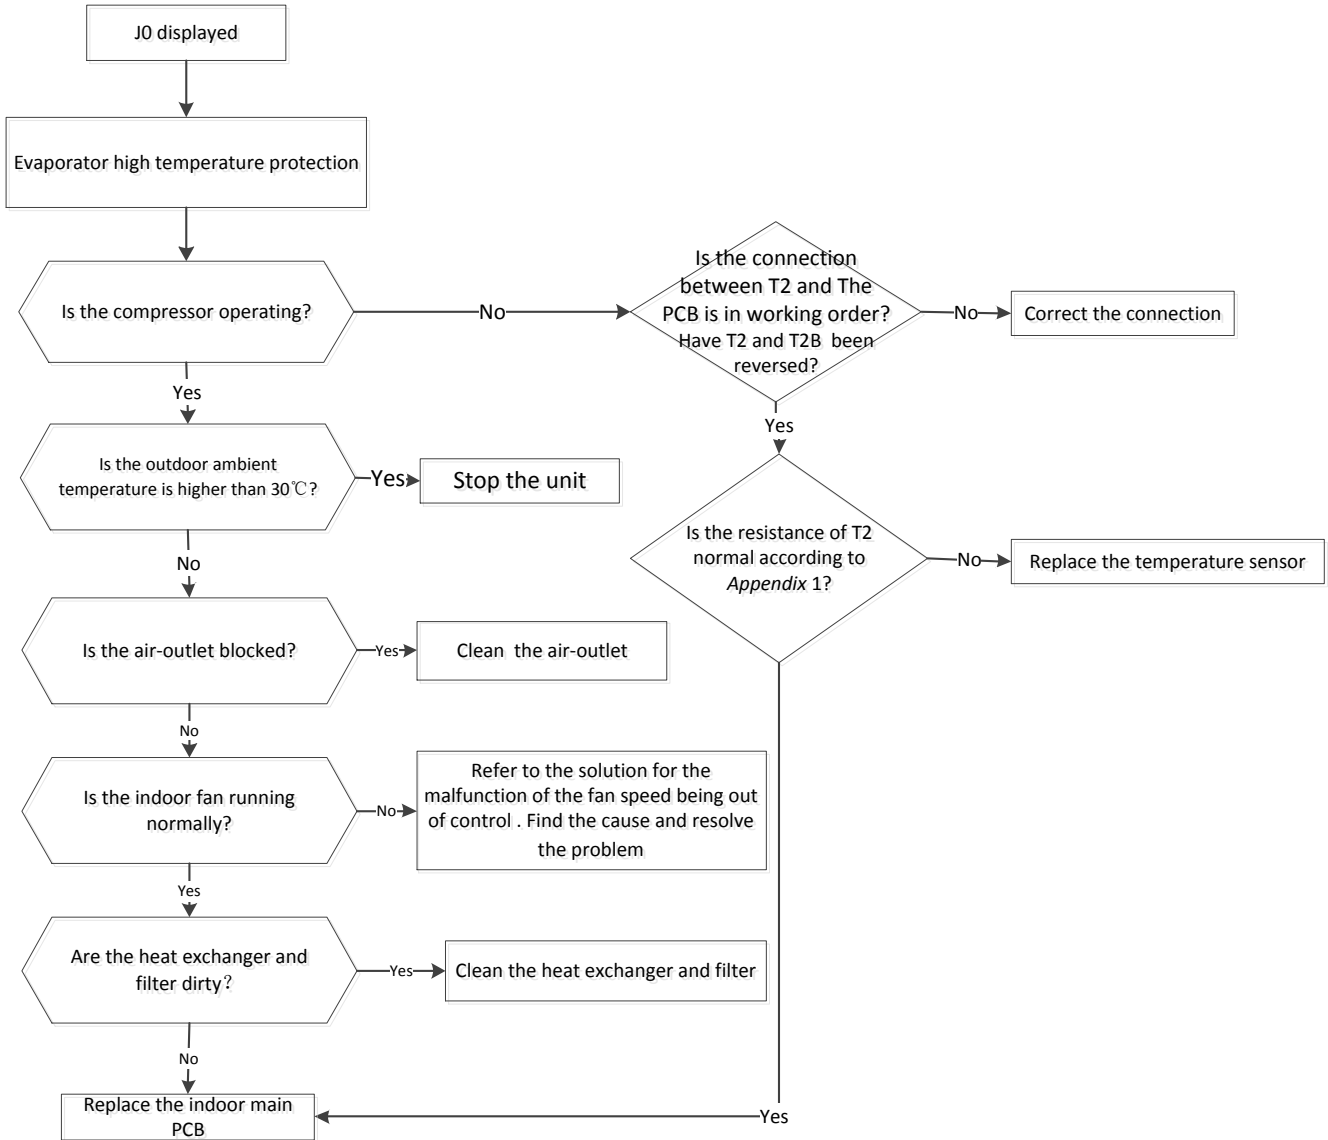 J0 displayed
Evaporator high temperature protection
Is the compressor operating?
No
Is the connection
between T2 and The
PCB is in working order?
Have T2 and T2B been
reversed?
No
Correct the connection
Yes
Yes
Is the outdoor ambient
temperature is higher than 30℃?
Yes
Stop the unit
Is the resistance of T2
normal according to
Appendix 1?
No
Replace the temperature sensor
No
Is the air-outlet blocked?
Yes
Clean the air-outlet
No
Is the indoor fan running
normally?
No
Refer to the solution for the
malfunction of the fan speed being out
of control . Find the cause and resolve
the problem
Yes
Are the heat exchanger and
filter dirty？
Yes
Clean the heat exchanger and filter
No
Replace the indoor main
PCB
Yes